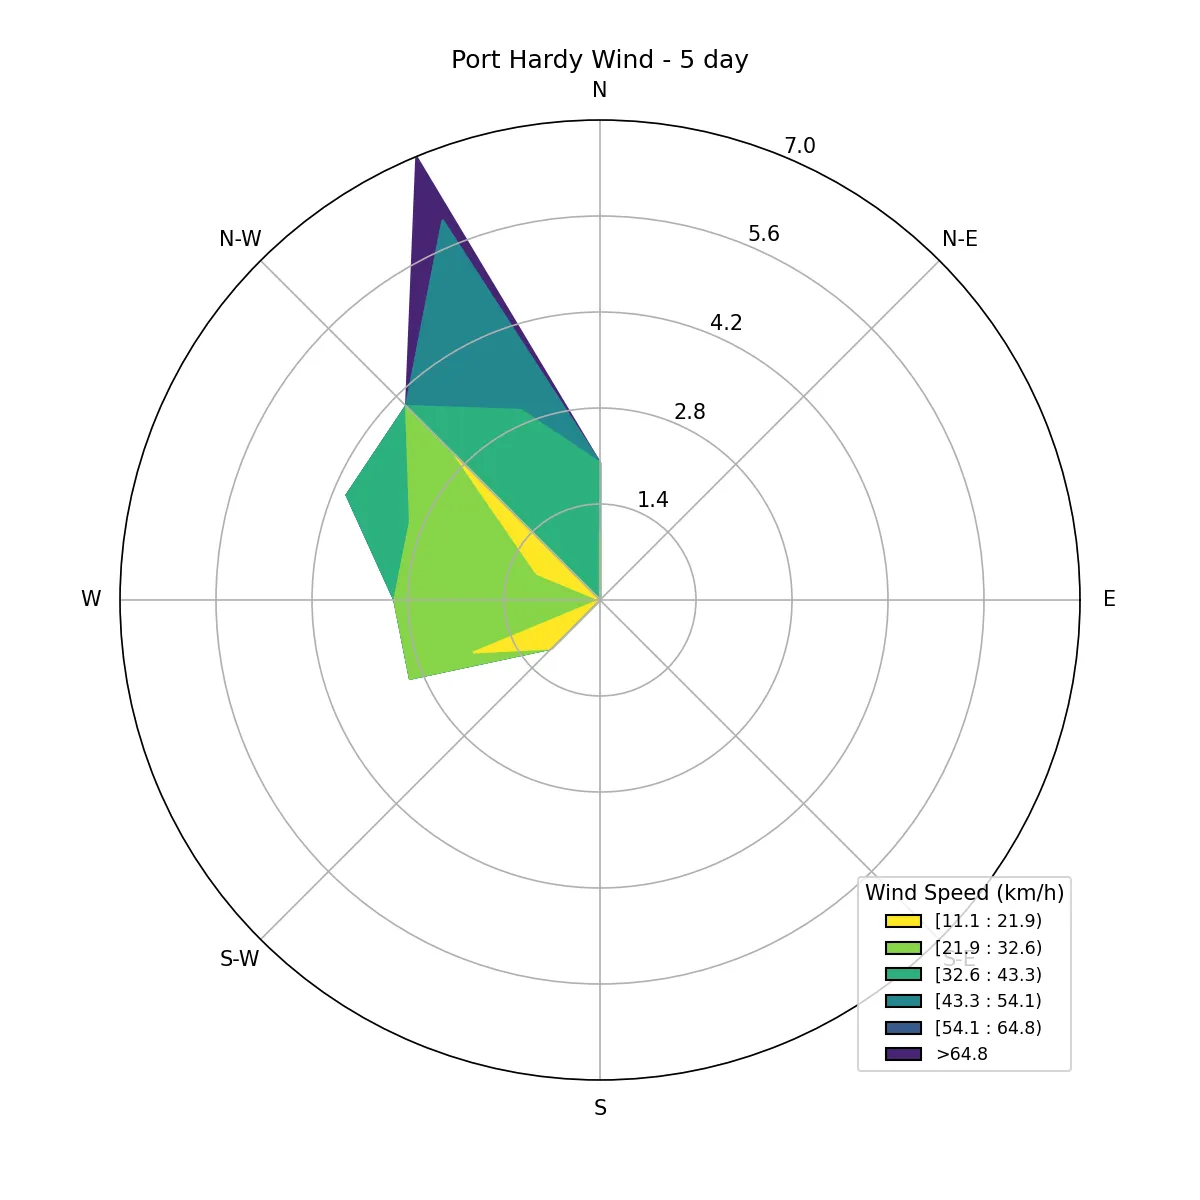 Port Hardy Wind - 5 day
N
7.0
N-W
N-E
5.6
4.2
2.8
1.4
W
E
S-W
S-E
Wind Speed (km/h)
[11.1 : 21.9)
[21.9 : 32.6)
[32.6 : 43.3)
[43.3 : 54.1)
[54.1 : 64.8)
>64.8
S